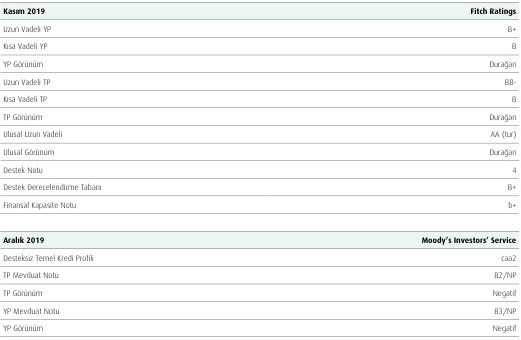 Kasım 2019 Fitch Ratings
Uzun Vadeli YP B+
Kısa Vadeli YP B
YP Görünüm Durağan
Uzun Vadeli TP BB-
Kısa Vadeli TP B
TP Görünüm Durağan
Ulusal Uzun Vadeli AA (tur)
Ulusal Görünüm Durağan
Destek Notu 4
Destek Derecelendirme Tabanı B+
Finansal Kapasite Notu b+
Aralık 2019 Moody's Investors' Service
Desteksiz Temel Kredi Profili caa2
TP Mevduat Notu B2/NP
TP Görünüm Negatif
YP Mevduat Notu B3/NP
YP Görünüm Negatif